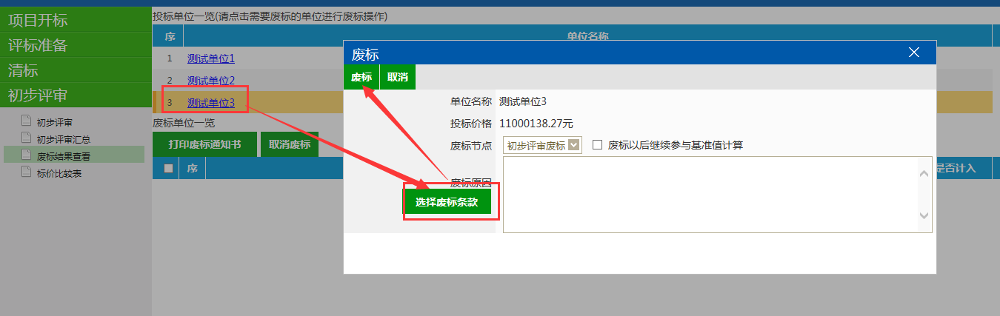 项目开标
评标准备
清标
初步评审
初步评审
初步评审汇总
废标结果查看
标价比较表
投标单位一览(请点击需要废标的单位进行废标操作)
序 单位名称
1 测试单位1
2 测试单位2
3 测试单位3
废标单位一览
打印废标通知书 取消废标
序 是否计入
废标
废标 取消
单位名称 测试单位3
投标价格 11000138.27元
废标节点 初步评审废标 废标以后继续参与基准值计算
废标原因
选择废标条款